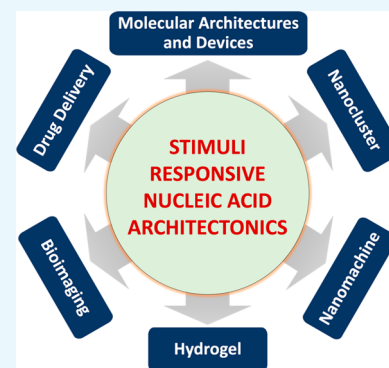 Molecular Architectures
and Devices
Drug Delivery
Nanocluster
STIMULI
RESPONSIVE
NUCLEIC ACID
ARCHITECTONICS
Bioimaging
Nanomachine
Hydrogel